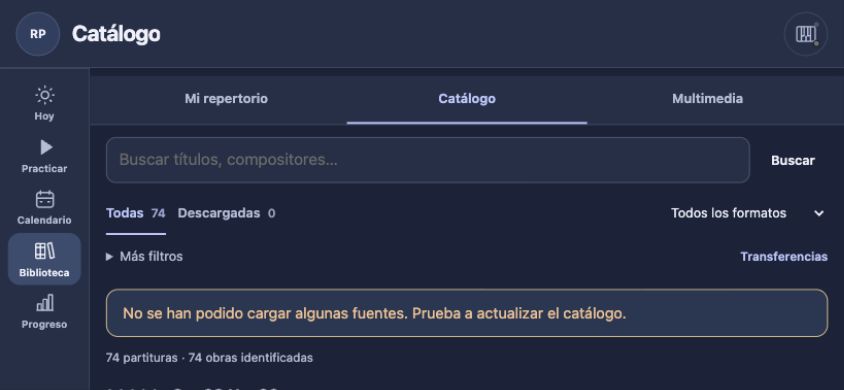 RP
Catálogo
Hoy
Practicar
Calendario
Biblioteca
Progreso
Mi repertorio
Catálogo
Multimedia
Buscar títulos, compositores...
Buscar
Todas 74
Descargadas 0
Todos los formatos
Más filtros
Transferencias
No se han podido cargar algunas fuentes. Prueba a actualizar el catálogo.
74 partituras · 74 obras identificadas